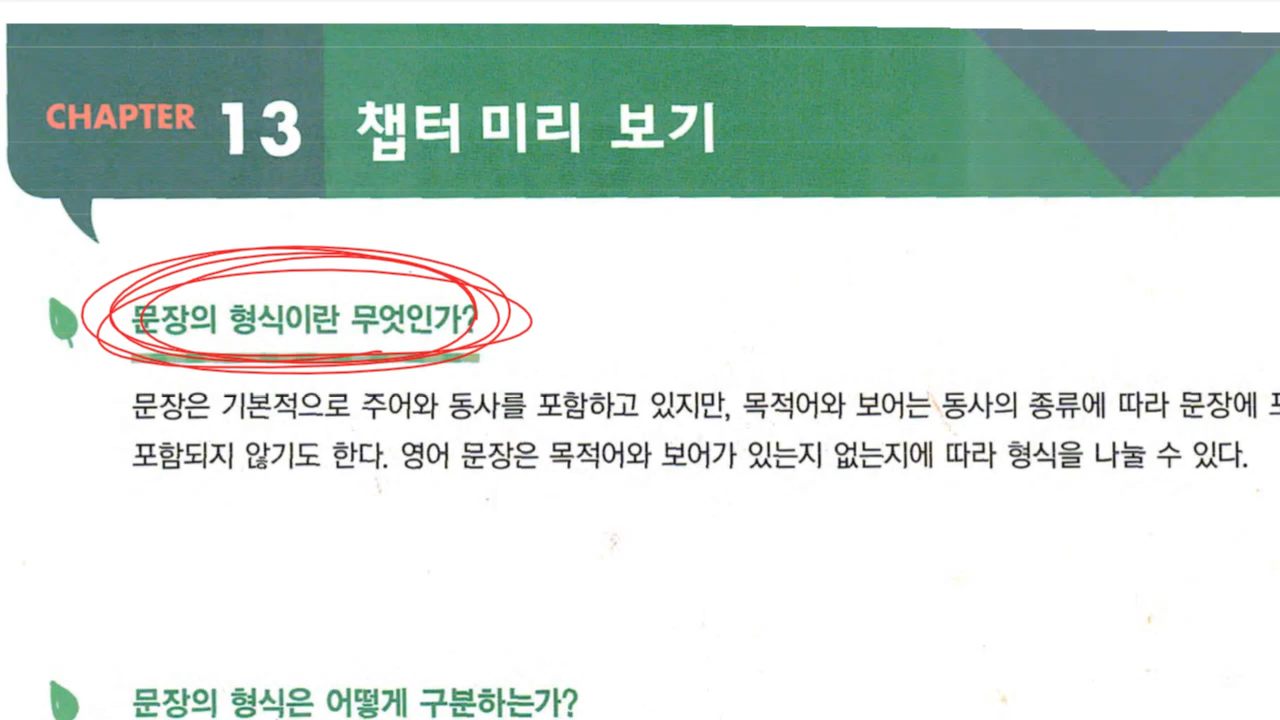 CHAPTER 13 챕터 미리 보기
문장의 형식이란 무엇인가?
문장은 기본적으로 주어와 동사를 포함하고 있지만, 목적어와 보어는 동사의 종류에 따라 문장에
포함되지 않기도 한다. 영어 문장은 목적어와 보어가 있는지 없는지에 따라 형식을 나눌 수 있다.
문장의 형식은 어떻게 구분하는가?